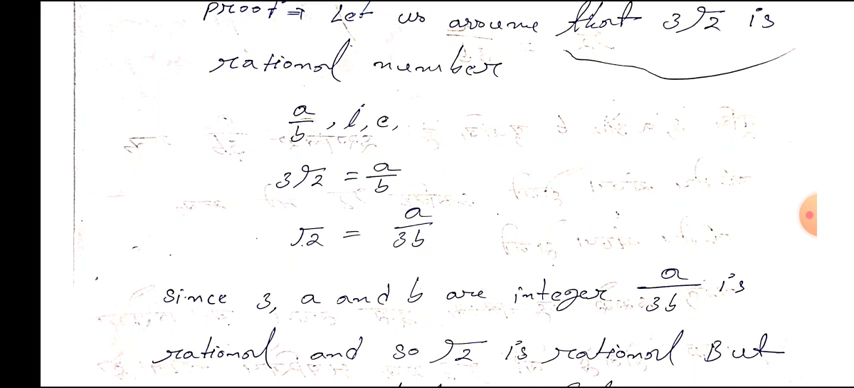 proof ⇒ Let us assume that 3√2 is
rational number
a/b, i, e,
3√2 = a/b
√2 = a/3b
since 3, a and b are integer a/3b is
rational and so √2 is rational But